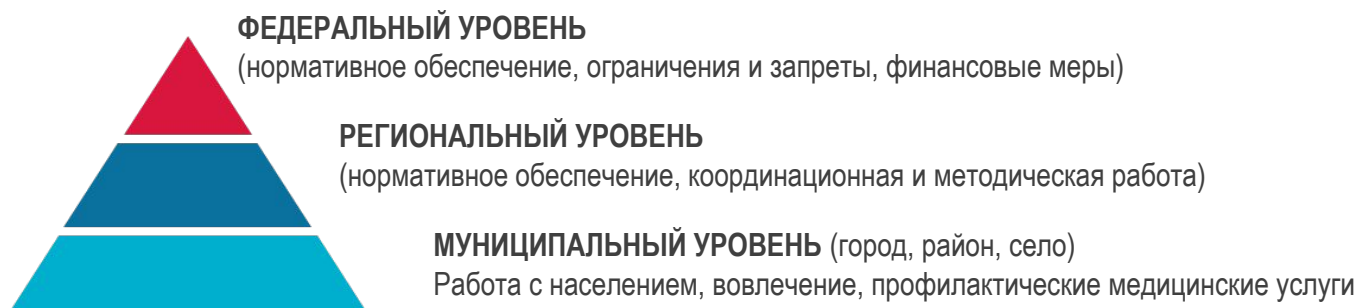 ФЕДЕРАЛЬНЫЙ УРОВЕНЬ
(нормативное обеспечение, ограничения и запреты, финансовые меры)
РЕГИОНАЛЬНЫЙ УРОВЕНЬ
(нормативное обеспечение, координационная и методическая работа)
МУНИЦИПАЛЬНЫЙ УРОВЕНЬ (город, район, село)
Работа с населением, вовлечение, профилактические медицинские услуги